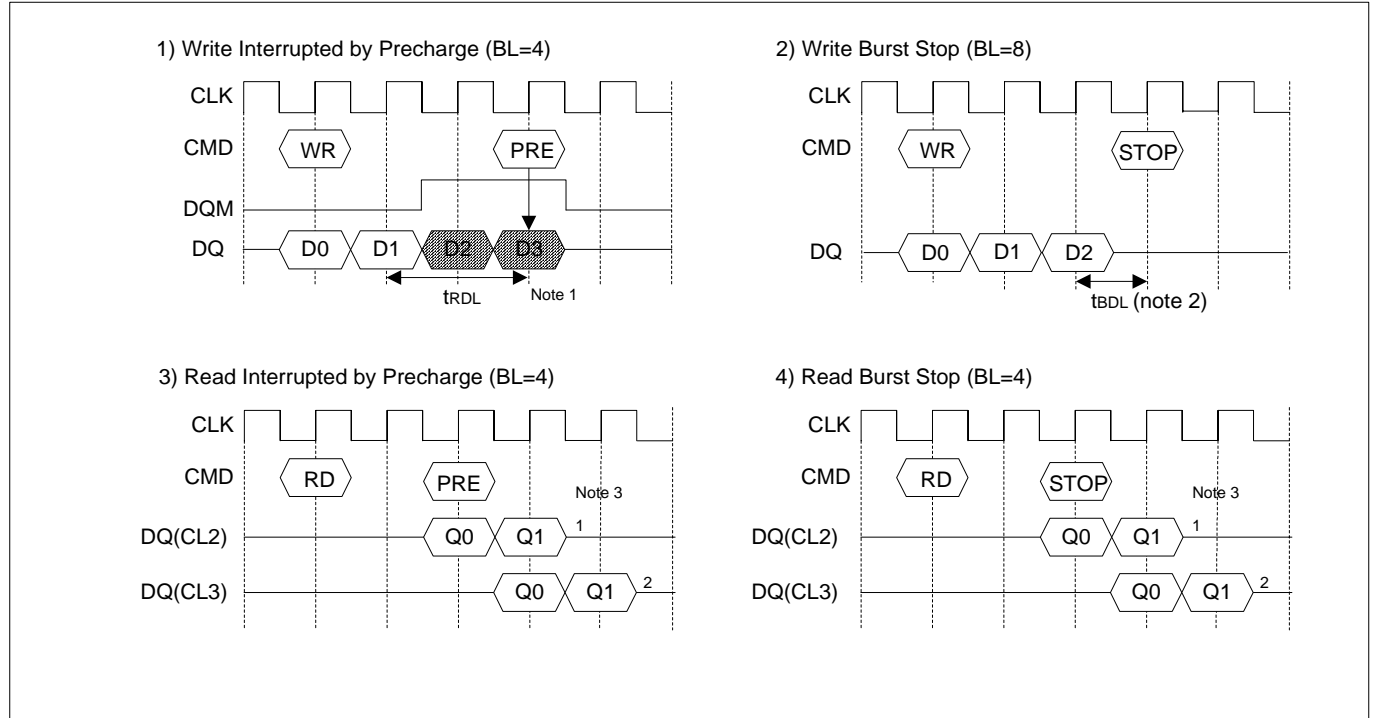 1) Write Interrupted by Precharge (BL=4)
CLK
CMD WR PRE
DQM
DQ D0 D1 D2 D3
tRDL Note 1
2) Write Burst Stop (BL=8)
CLK
CMD WR STOP
DQ D0 D1 D2
tBDL (note 2)
3) Read Interrupted by Precharge (BL=4)
CLK
CMD RD PRE
Note 3
DQ(CL2) Q0 Q1 1
DQ(CL3) Q0 Q1 2
4) Read Burst Stop (BL=4)
CLK
CMD RD STOP
Note 3
DQ(CL2) Q0 Q1 1
DQ(CL3) Q0 Q1 2